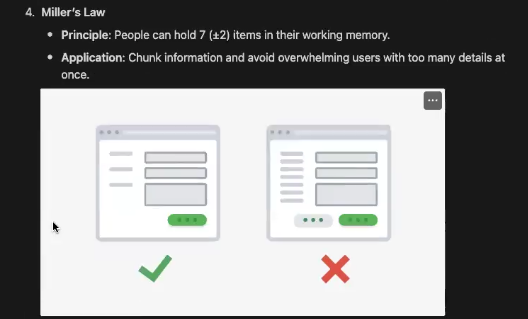 4. Miller's Law
• Principle: People can hold 7 (±2) items in their working memory.
• Application: Chunk information and avoid overwhelming users with too many details at
once.